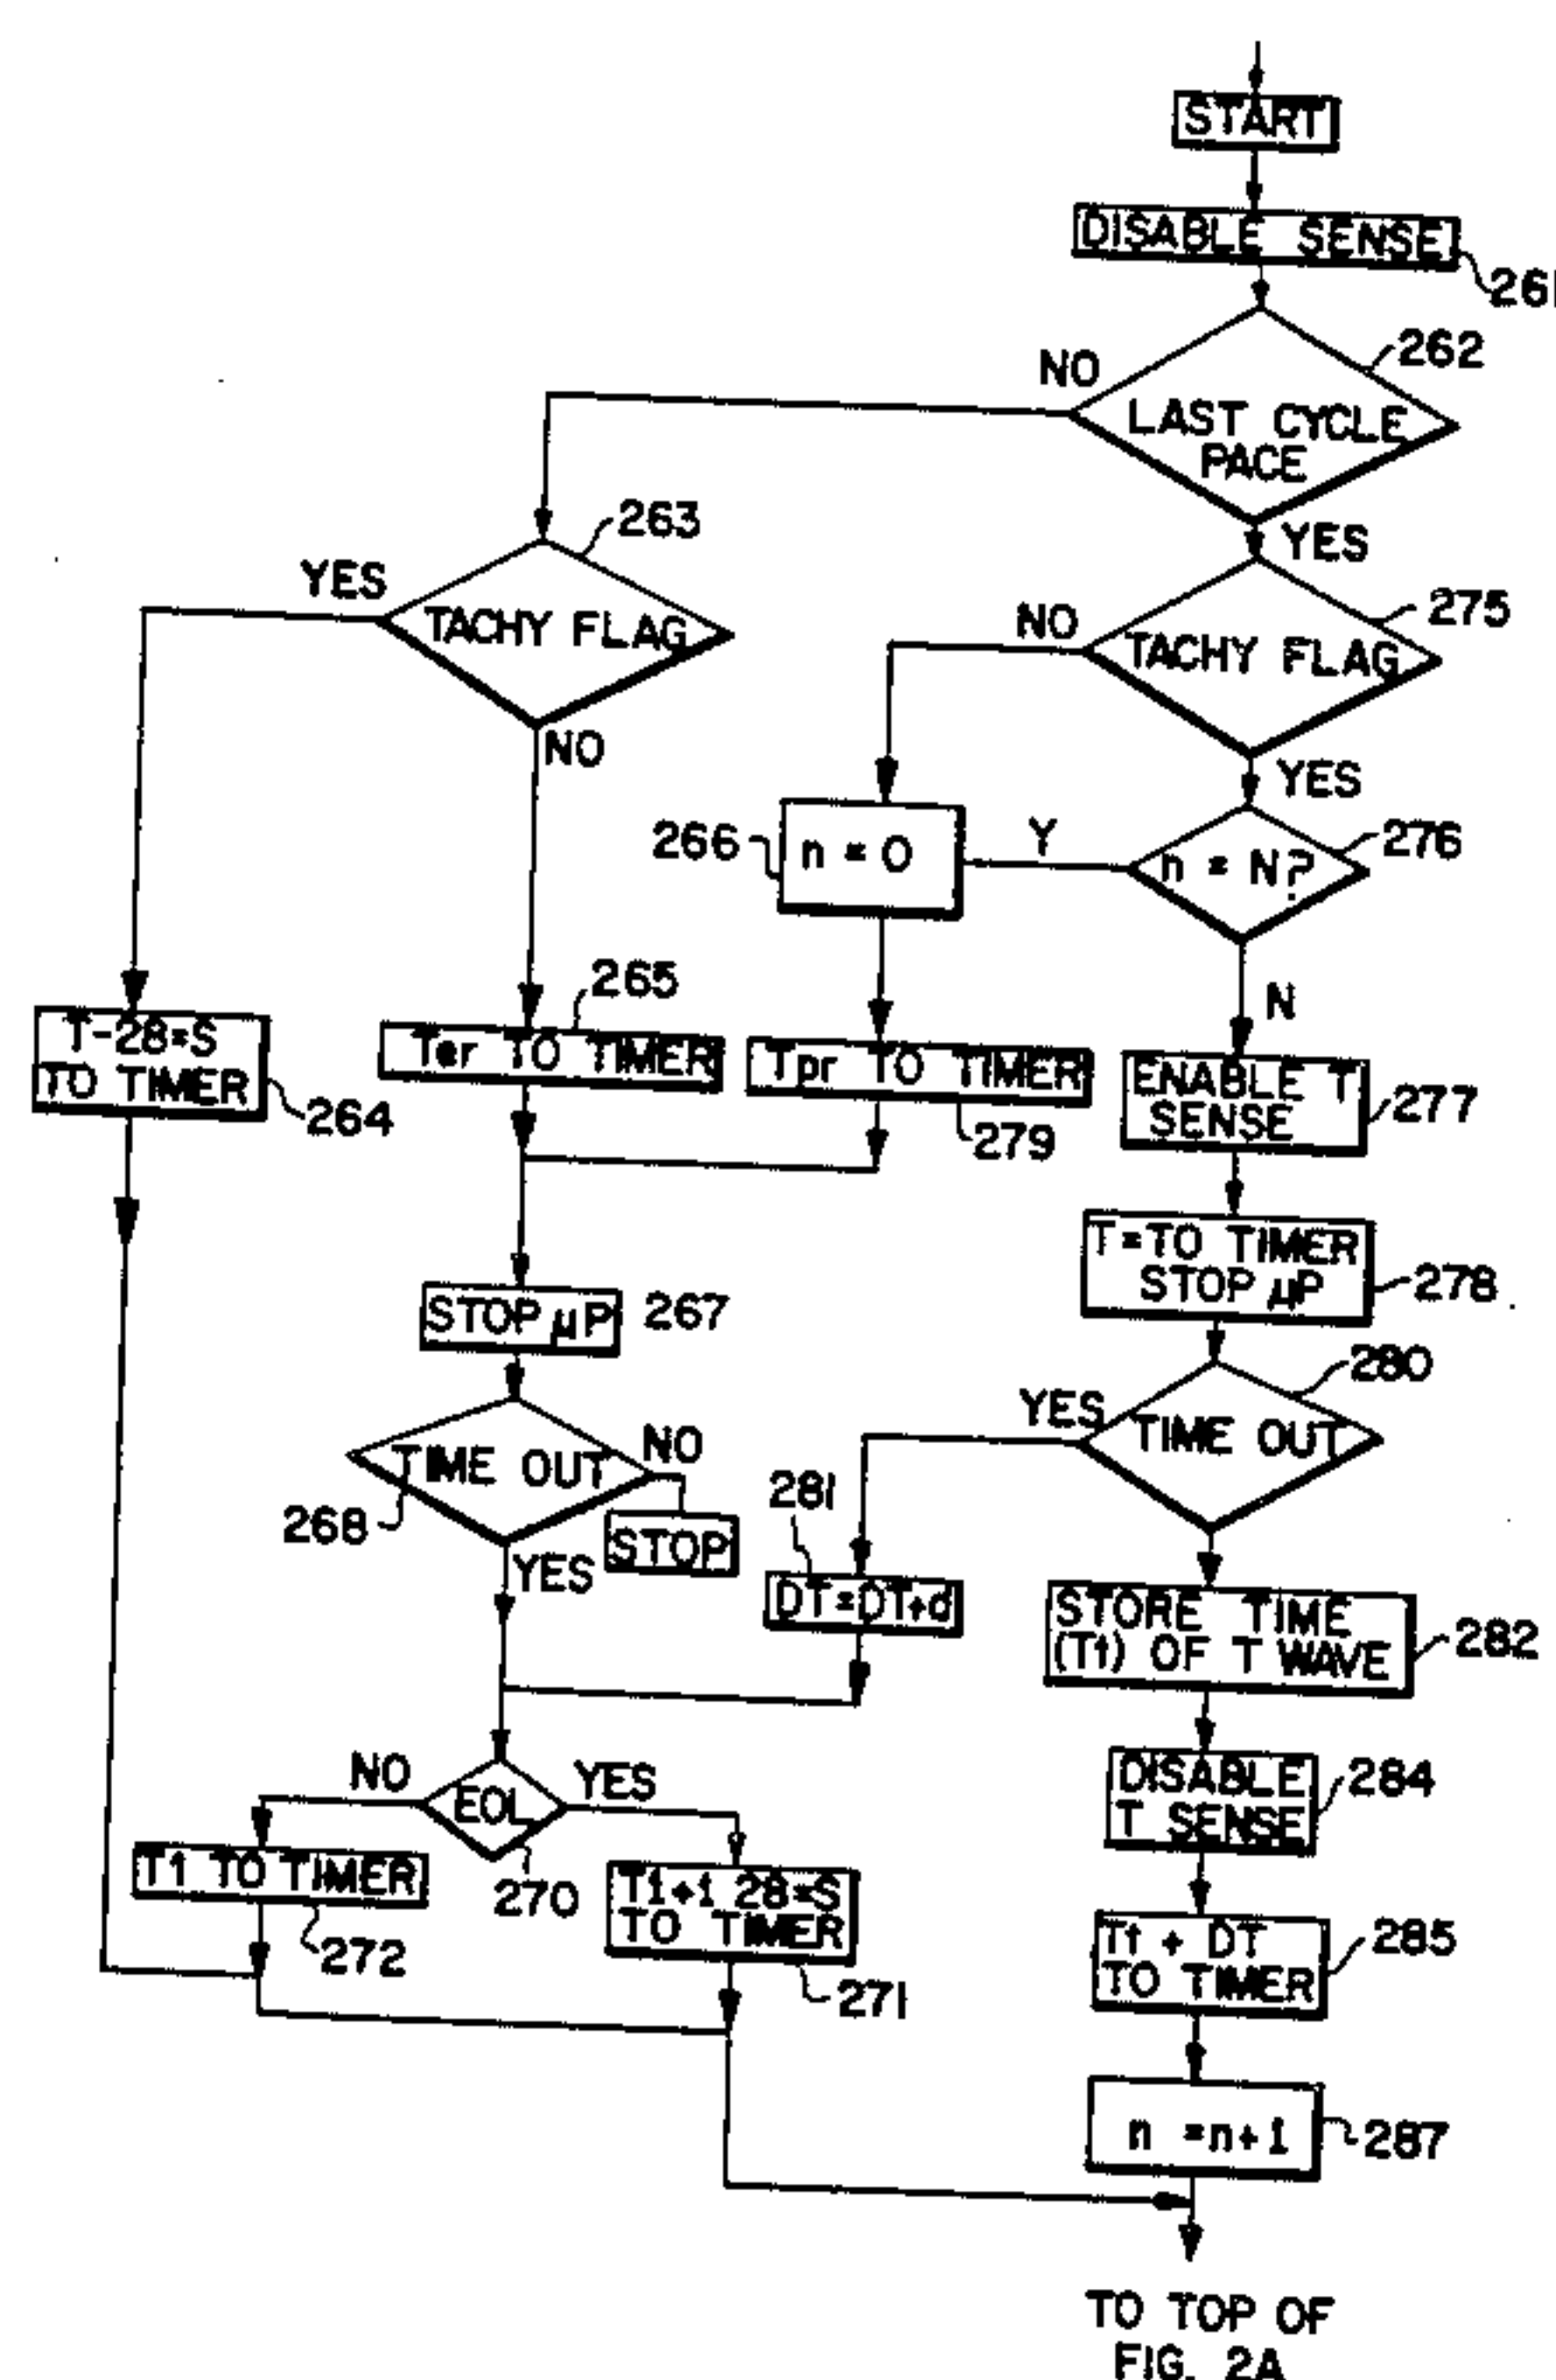 START
DISABLE SENSE
261
262
NO
LAST CYCLE
PACE
YES
263
YES
TACHY FLAG
NO
275
NO
TACHY FLAG
YES
266
n = 0
Y
276
n = N?
N
T-28=S
TO TIMER
264
265
Ter TO TIMER
Tpr TO TIMER
279
ENABLE T
SENSE
277
T=TO TIMER
STOP µP
278
STOP µP
267
280
YES
TIME OUT
TIME OUT
NO
268
STOP
YES
281
DT=DT+d
STORE TIME
(T1) OF T WAVE
282
NO
EOL
YES
270
DISABLE
T SENSE
284
T1 TO TIMER
272
T1+1 28=S
TO TIMER
271
T1 + DT
TO TIMER
285
n =n+1
287
TO TOP OF
FIG. 2A